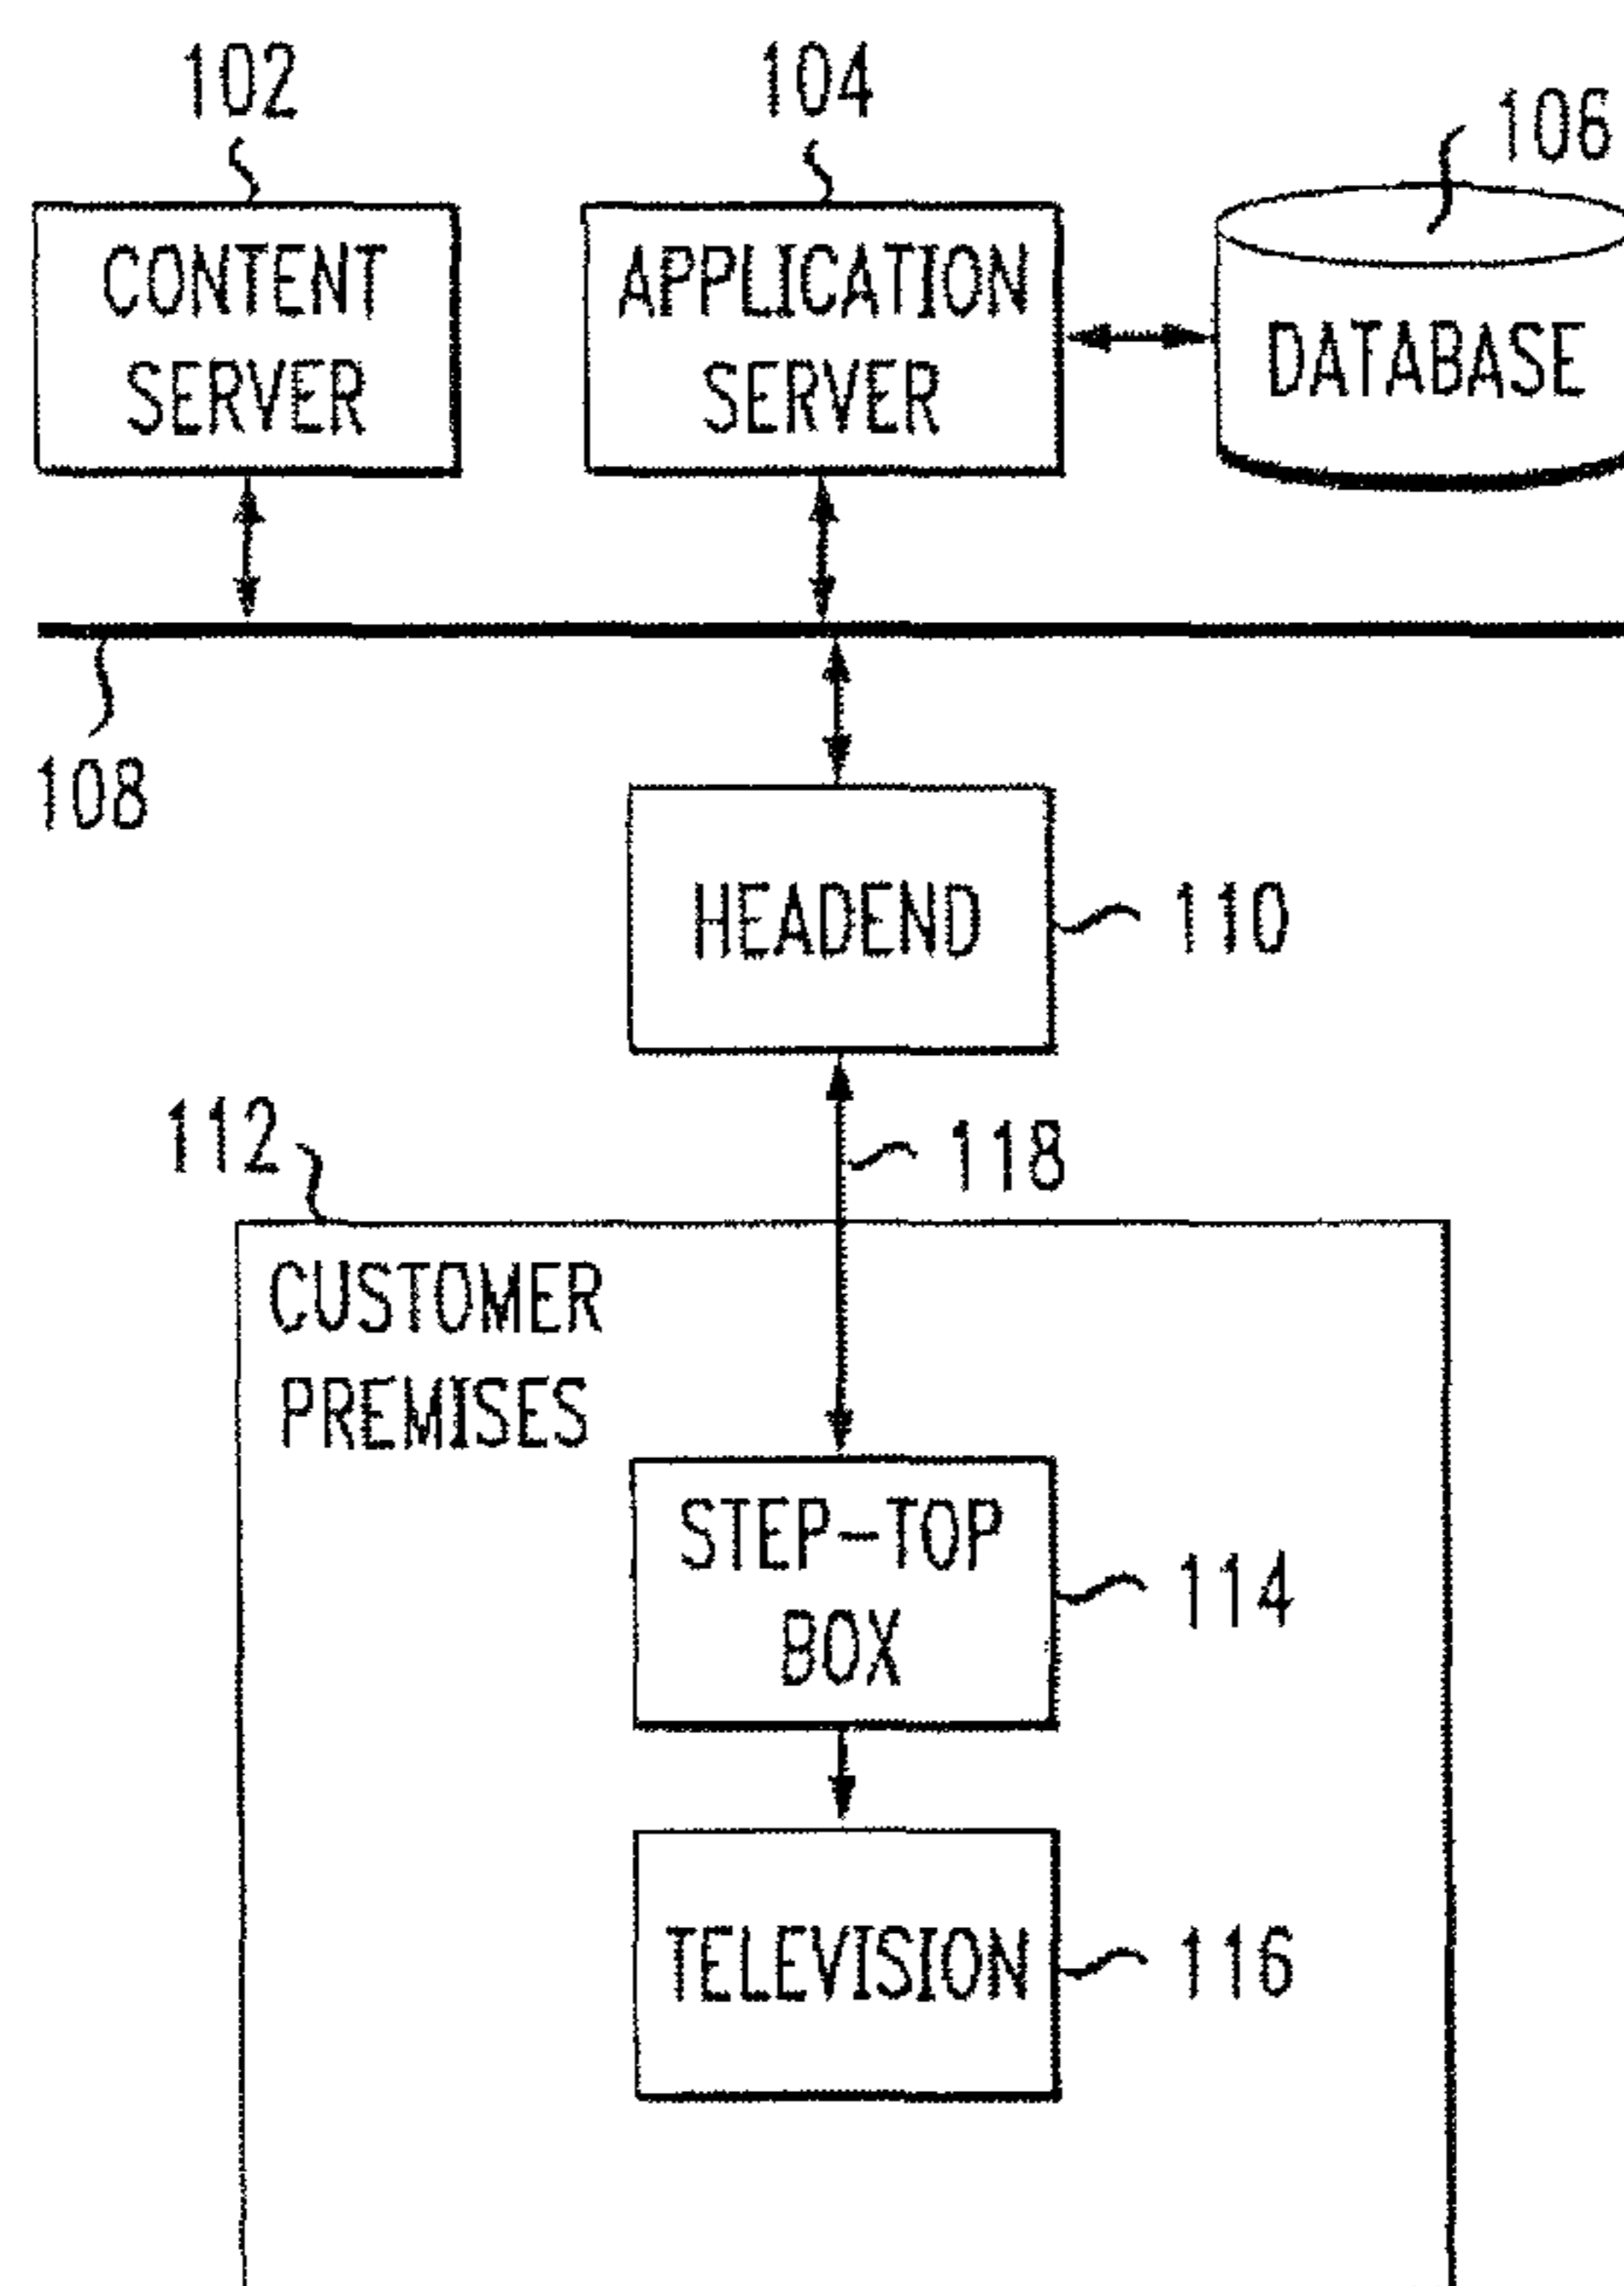 102
104
106
CONTENT
SERVER
APPLICATION
SERVER
DATABASE
108
HEADEND
110
112
118
CUSTOMER
PREMISES
STEP-TOP
BOX
114
TELEVISION
116